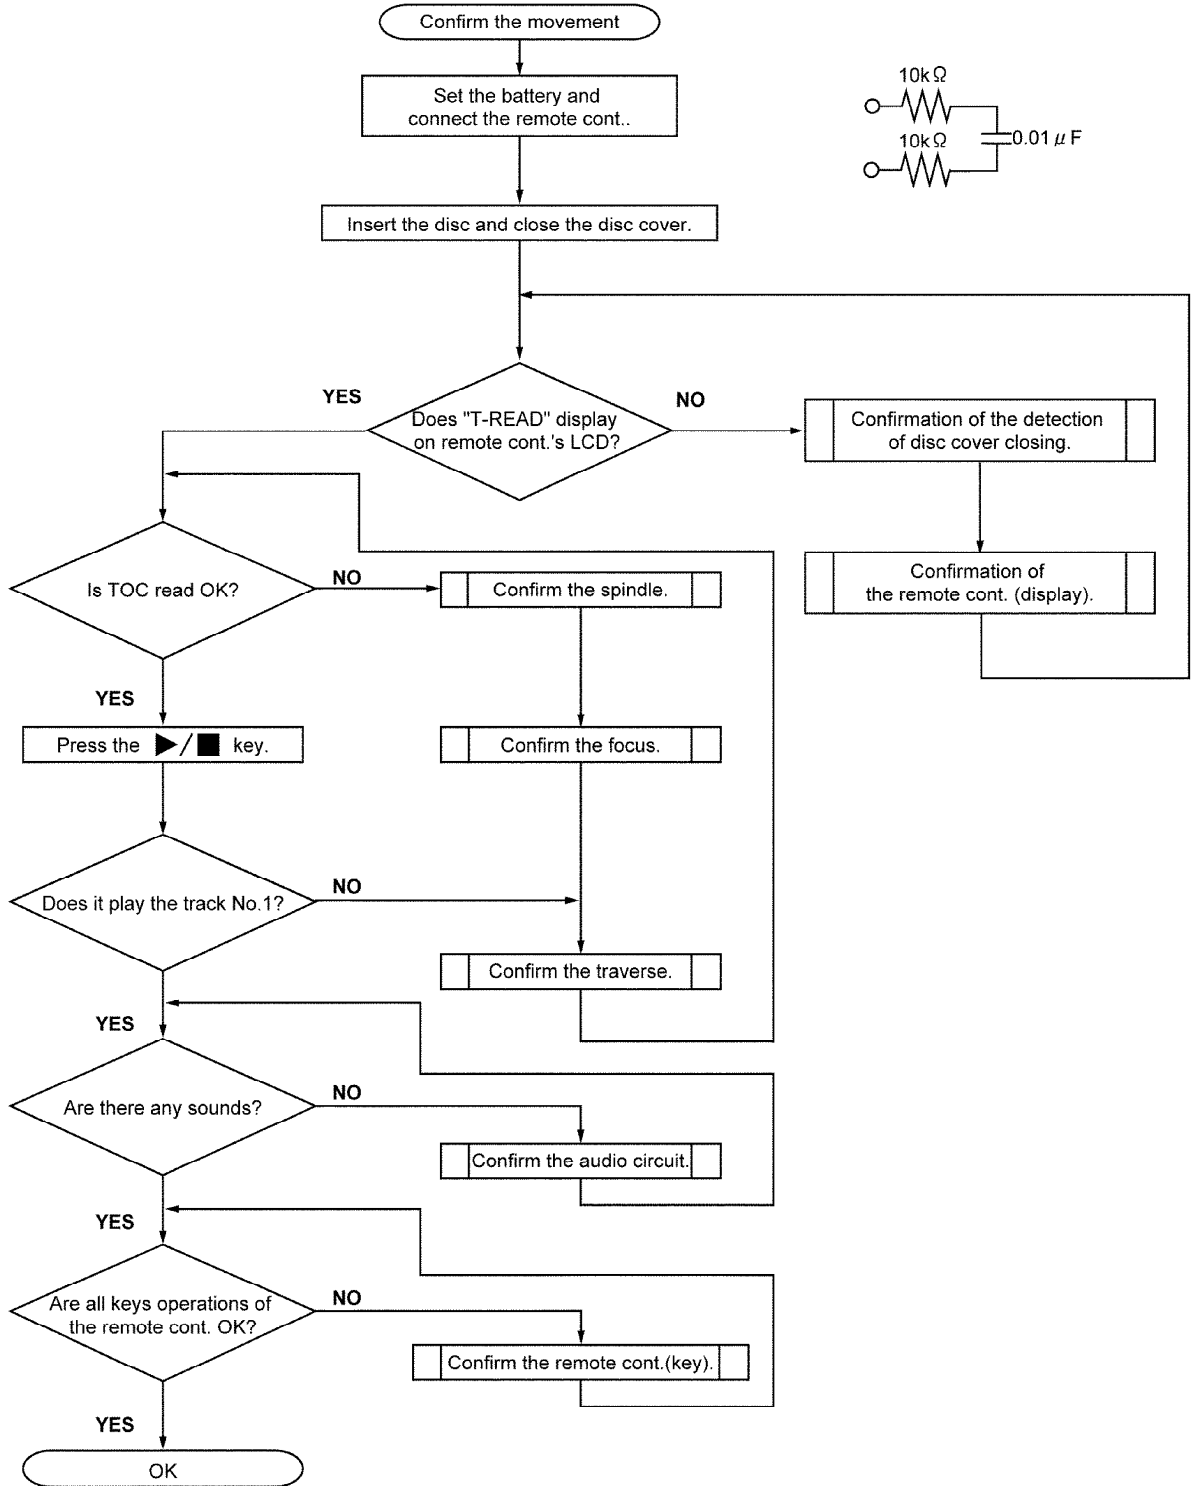 Confirm the movement
Set the battery and
connect the remote cont..
10kΩ
10kΩ
0.01μF
Insert the disc and close the disc cover.
YES
Does "T-READ" display
on remote cont.'s LCD?
NO
Confirmation of the detection
of disc cover closing.
Confirmation of
the remote cont. (display).
Is TOC read OK?
NO
Confirm the spindle.
YES
Press the ▶/■ key.
Confirm the focus.
Does it play the track No.1?
NO
Confirm the traverse.
YES
Are there any sounds?
NO
Confirm the audio circuit.
YES
Are all keys operations of
the remote cont. OK?
NO
Confirm the remote cont.(key).
YES
OK